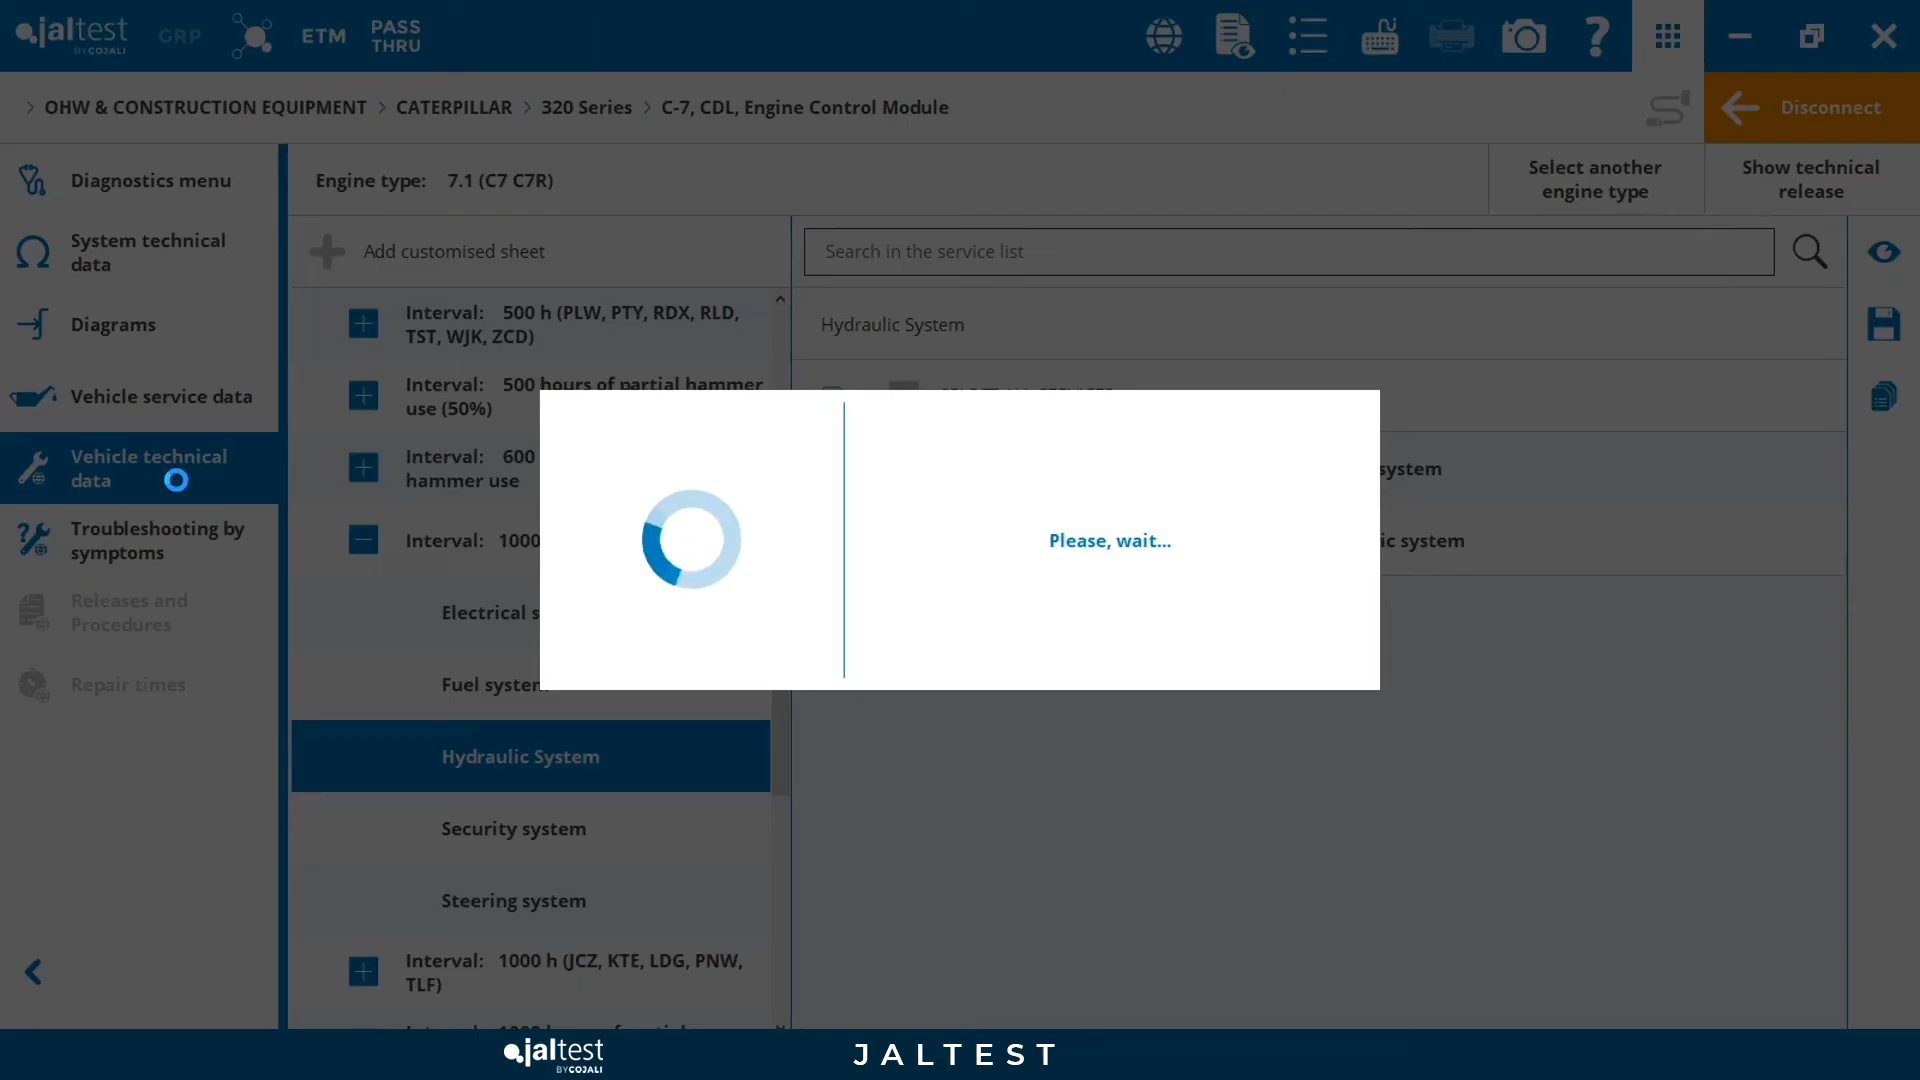 jaltest
BY COJALI
GRP
ETM
PASS
THRU
OHW & CONSTRUCTION EQUIPMENT > CATERPILLAR > 320 Series > C-7, CDL, Engine Control Module
Disconnect
Diagnostics menu
System technical
data
Diagrams
Vehicle service data
Vehicle technical
data
Troubleshooting by
symptoms
Releases and
Procedures
Repair times
Engine type: 7.1 (C7 C7R)
Select another
engine type
Show technical
release
Add customised sheet
Search in the service list
Interval: 500 h (PLW, PTY, RDX, RLD,
TST, WJK, ZCD)
Interval: 500 hours of partial hammer
use (50%)
Interval: 600
hammer use
Interval: 1000
Electrical s
Fuel system
Hydraulic System
Security system
Steering system
Interval: 1000 h (JCZ, KTE, LDG, PNW,
TLF)
Hydraulic System
system
ic system
Please, wait...
jaltest
BY COJALI
JALTEST